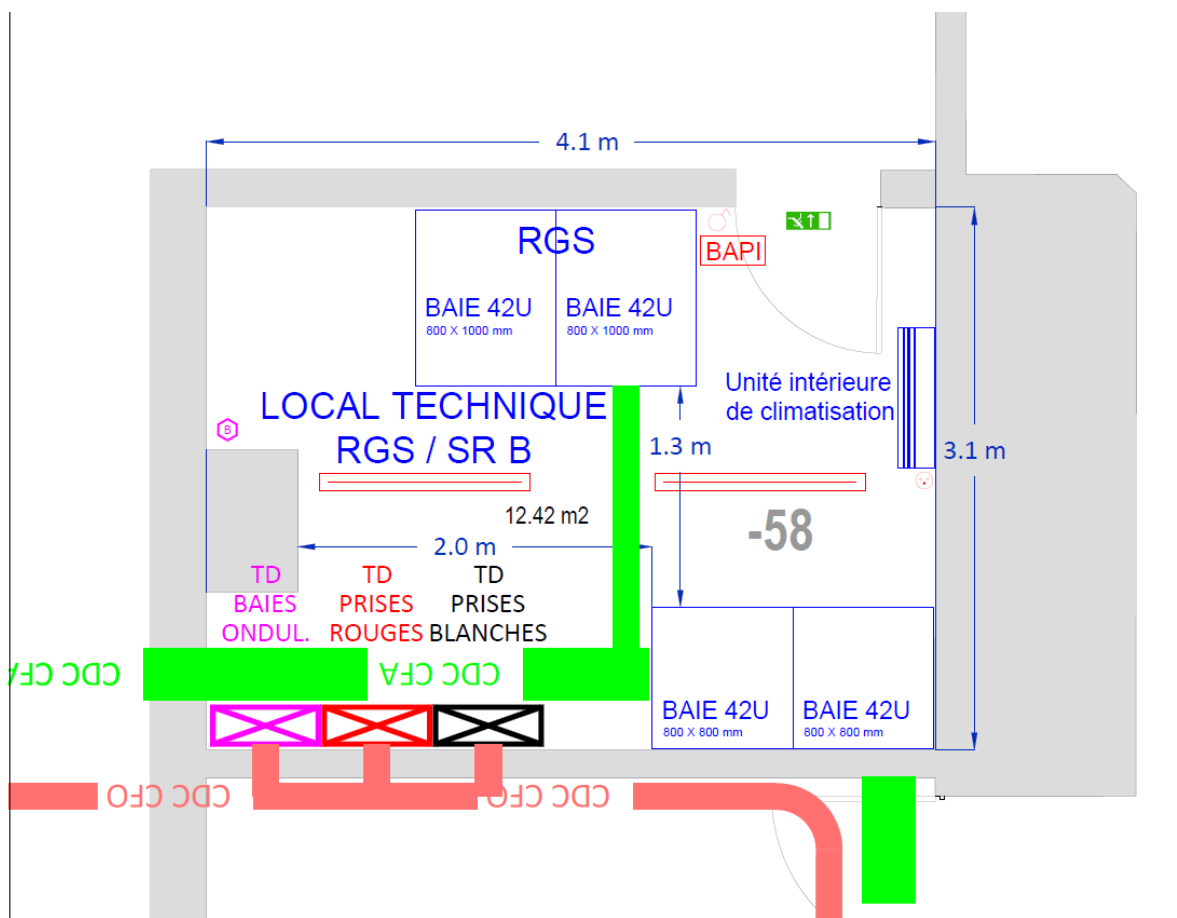 4.1 m
RGS
BAPI
BAIE 42U
800 X 1000 mm
BAIE 42U
800 X 1000 mm
Unité intérieure
de climatisation
LOCAL TECHNIQUE
RGS / SR B
B
1.3 m
3.1 m
12.42 m2
-58
2.0 m
TD
BAIES
ONDUL.
TD
PRISES
ROUGES
TD
PRISES
BLANCHES
CDC CFA
CDC CFA
BAIE 42U
800 X 800 mm
BAIE 42U
800 X 800 mm
CDC CFO
CDC CFO